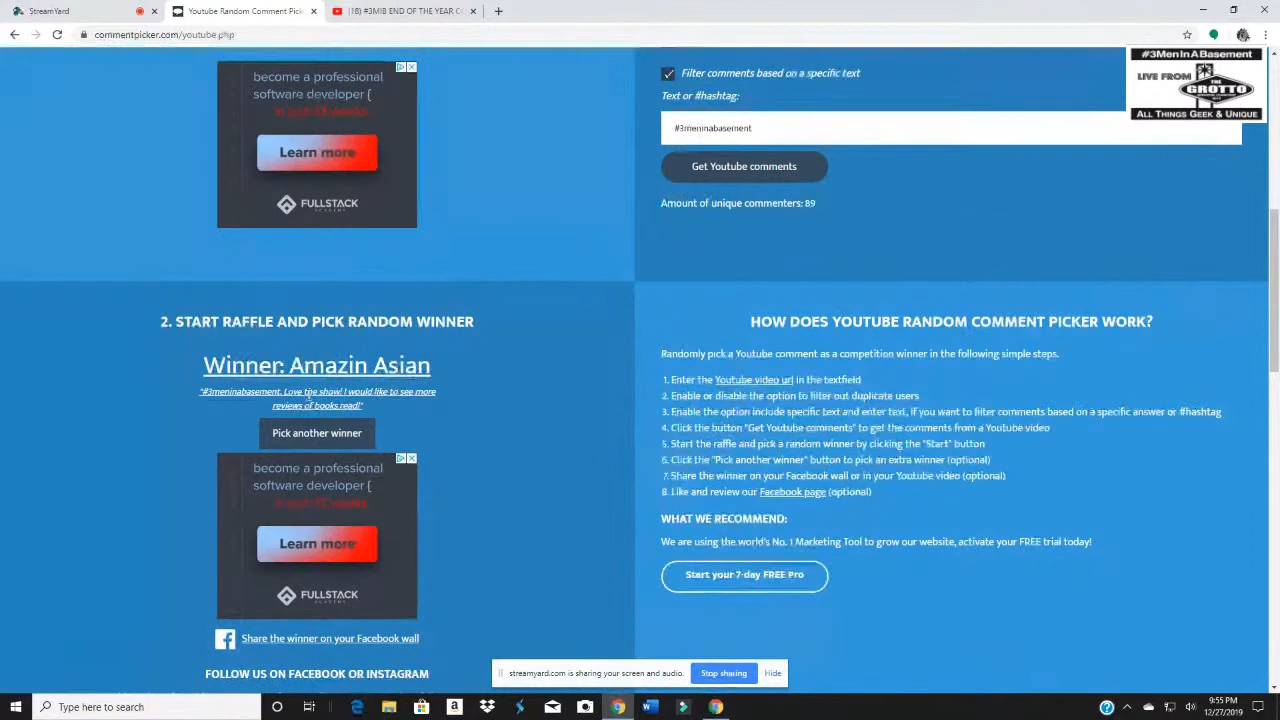 StreamYard
Youtube Random Comment Pick
(18) #3MIB END OF THE YEAR C
commentpicker.com/youtube.php
#3MenInABasement
LIVE FROM
THE
GROTTO
ALL THINGS GEEK & UNIQUE
become a professional
software developer {
Learn more
FULLSTACK
ACADEMY
Filter comments based on a specific text
Text or #hashtag:
#3meninabasement
Get Youtube comments
Amount of unique commenters: 89
2. START RAFFLE AND PICK RANDOM WINNER
Winner: Amazin Asian
"#3meninabasement. Love the show! I would like to see more
reviews of books read!"
Pick another winner
become a professional
software developer {
Learn more
FULLSTACK
ACADEMY
Share the winner on your Facebook wall
FOLLOW US ON FACEBOOK OR INSTAGRAM
HOW DOES YOUTUBE RANDOM COMMENT PICKER WORK?
Randomly pick a Youtube comment as a competition winner in the following simple steps.
1. Enter the Youtube video url in the textfield
2. Enable or disable the option to filter out duplicate users
3. Enable the option include specific text and enter text, if you want to filter comments based on a specific answer or #hashtag
4. Click the button "Get Youtube comments" to get the comments from a Youtube video
5. Start the raffle and pick a random winner by clicking the "Start" button
6. Click the "Pick another winner" button to pick an extra winner (optional)
7. Share the winner on your Facebook wall or in your Youtube video (optional)
8. Like and review our Facebook page (optional)
WHAT WE RECOMMEND:
We are using the world's No. 1 Marketing Tool to grow our website, activate your FREE trial today!
Start your 7-day FREE Pro
streamyard.com is sharing your screen and audio.
Stop sharing
Hide
Type here to search
9:55 PM
12/27/2019